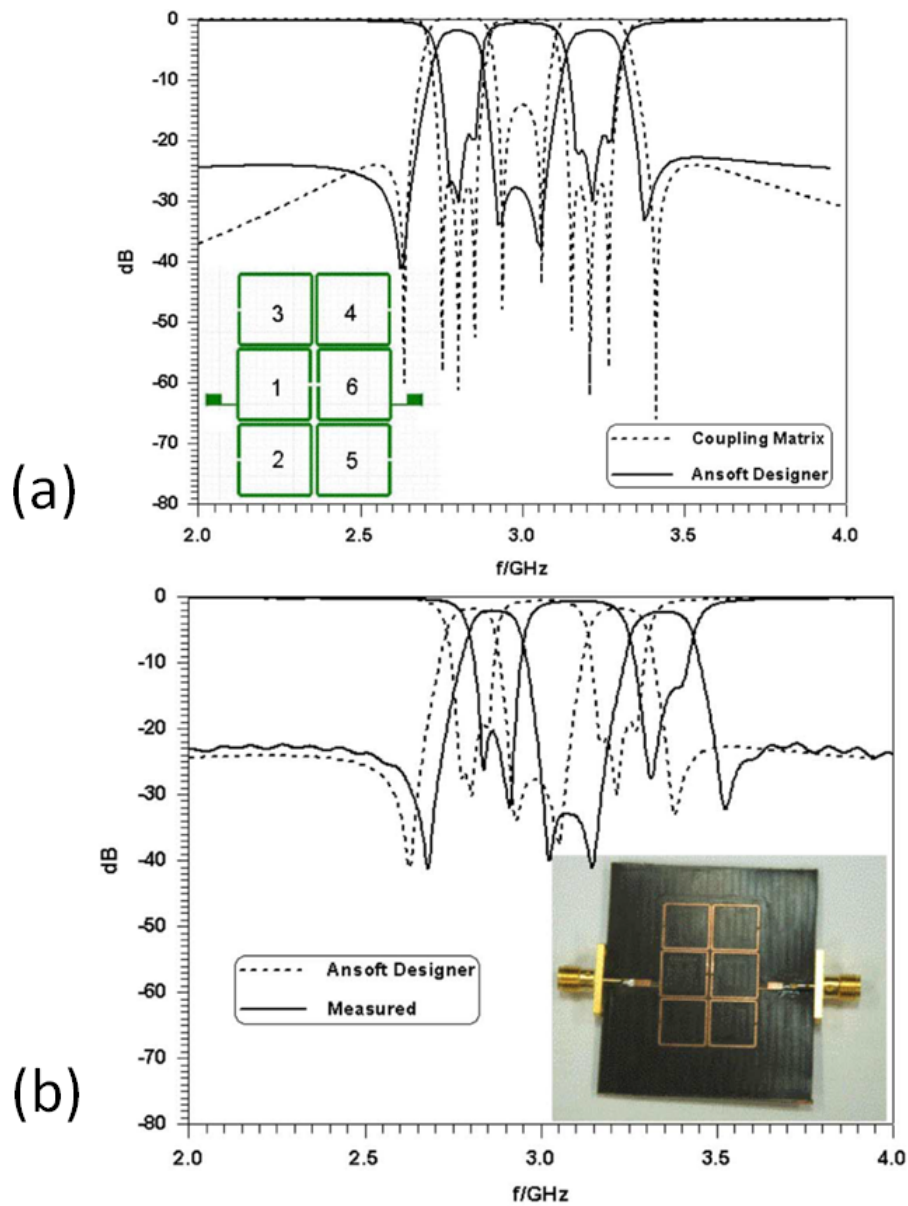 (a)
dB
0
-10
-20
-30
-40
-50
-60
-70
-80
3 4
1 6
2 5
Coupling Matrix
Ansoft Designer
2.0 2.5 3.0 3.5 4.0
f/GHz
(b)
dB
0
-10
-20
-30
-40
-50
-60
-70
-80
Ansoft Designer
Measured
2.0 2.5 3.0 3.5 4.0
f/GHz